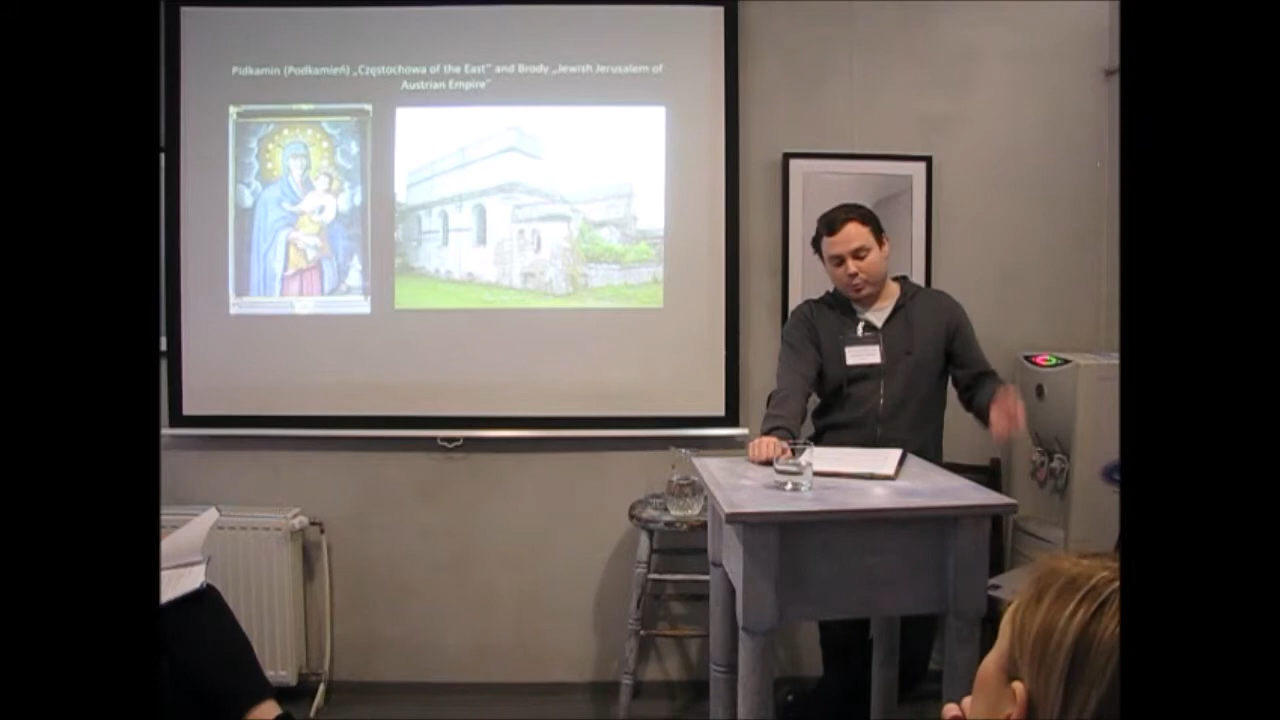 Pidkamin (Podkamień) „Częstochowa of the East” and Brody „Jewish Jerusalem of
Austrian Empire”